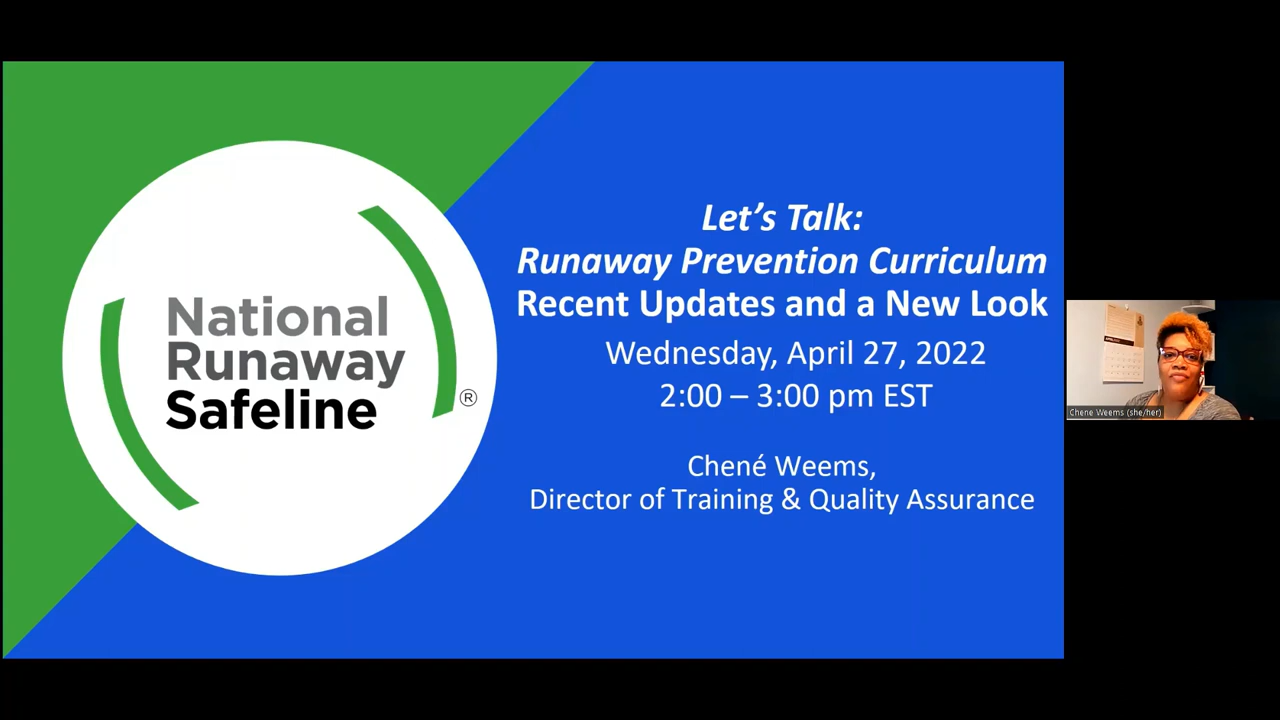 Let's Talk:
Runaway Prevention Curriculum
Recent Updates and a New Look
Wednesday, April 27, 2022
2:00 – 3:00 pm EST
Chené Weems,
Director of Training & Quality Assurance
National
Runaway
Safeline
®
Chene Weems (she/her)